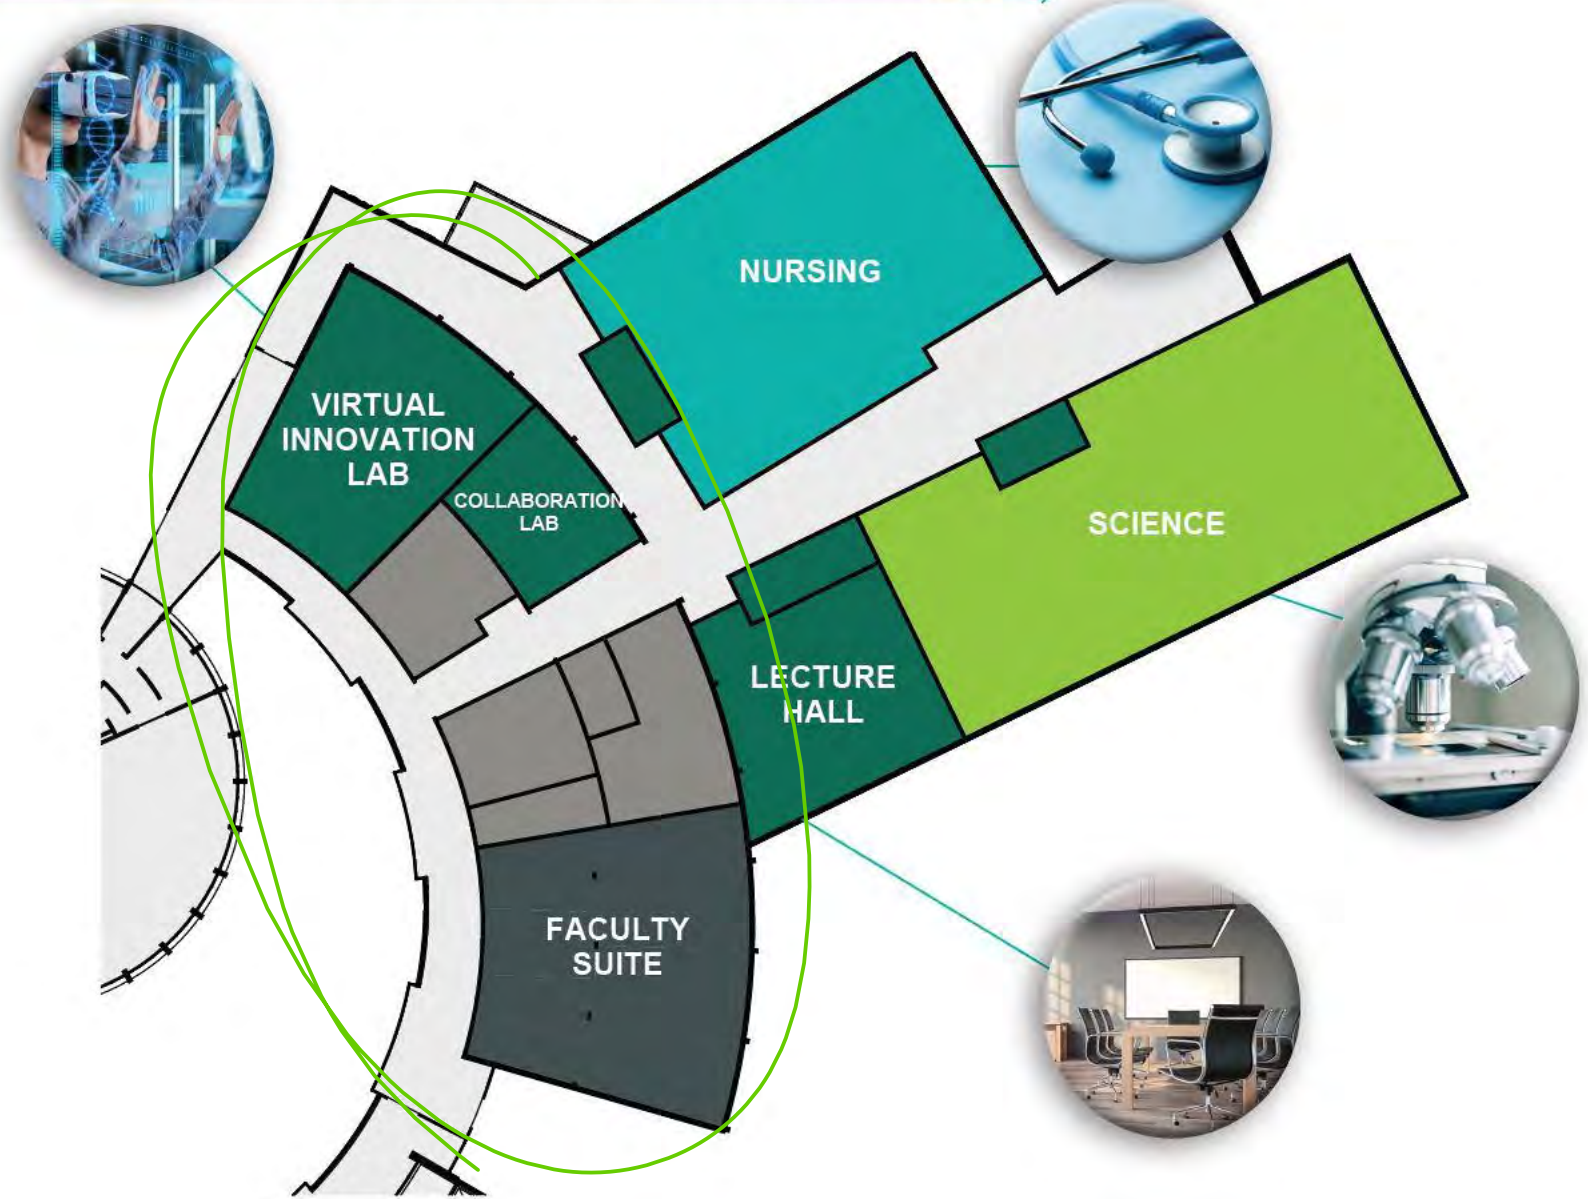 NURSING
VIRTUAL
INNOVATION
LAB
COLLABORATION
LAB
SCIENCE
LECTURE
HALL
FACULTY
SUITE